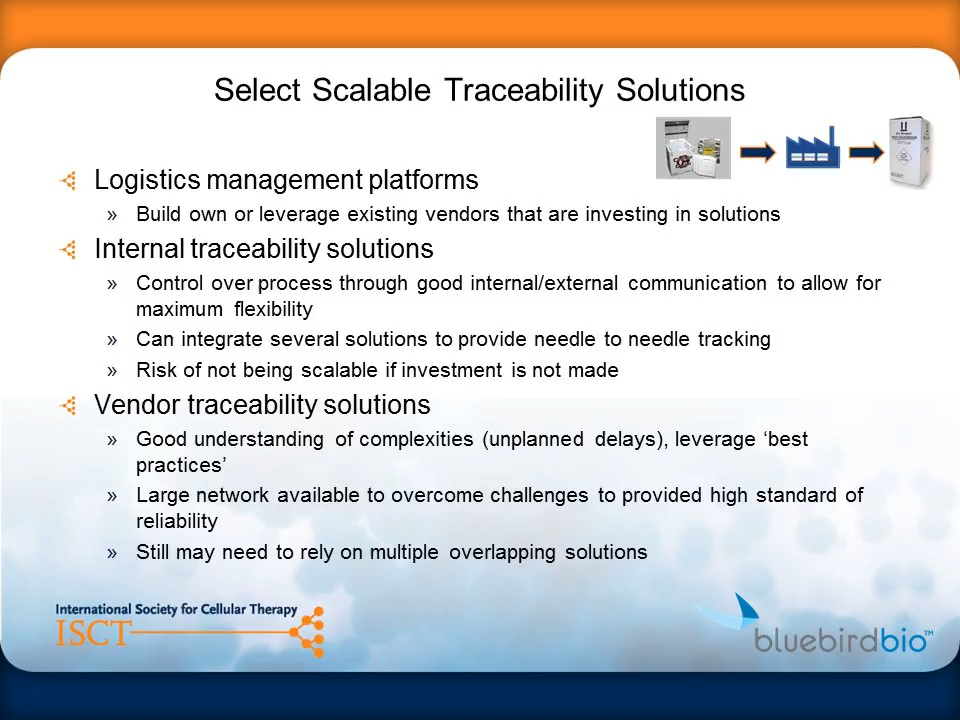 Select Scalable Traceability Solutions
Logistics management platforms
» Build own or leverage existing vendors that are investing in solutions
Internal traceability solutions
» Control over process through good internal/external communication to allow for
maximum flexibility
» Can integrate several solutions to provide needle to needle tracking
» Risk of not being scalable if investment is not made
Vendor traceability solutions
» Good understanding of complexities (unplanned delays), leverage ‘best
practices’
» Large network available to overcome challenges to provided high standard of
reliability
» Still may need to rely on multiple overlapping solutions
International Society for Cellular Therapy
ISCT
bluebirdbio™